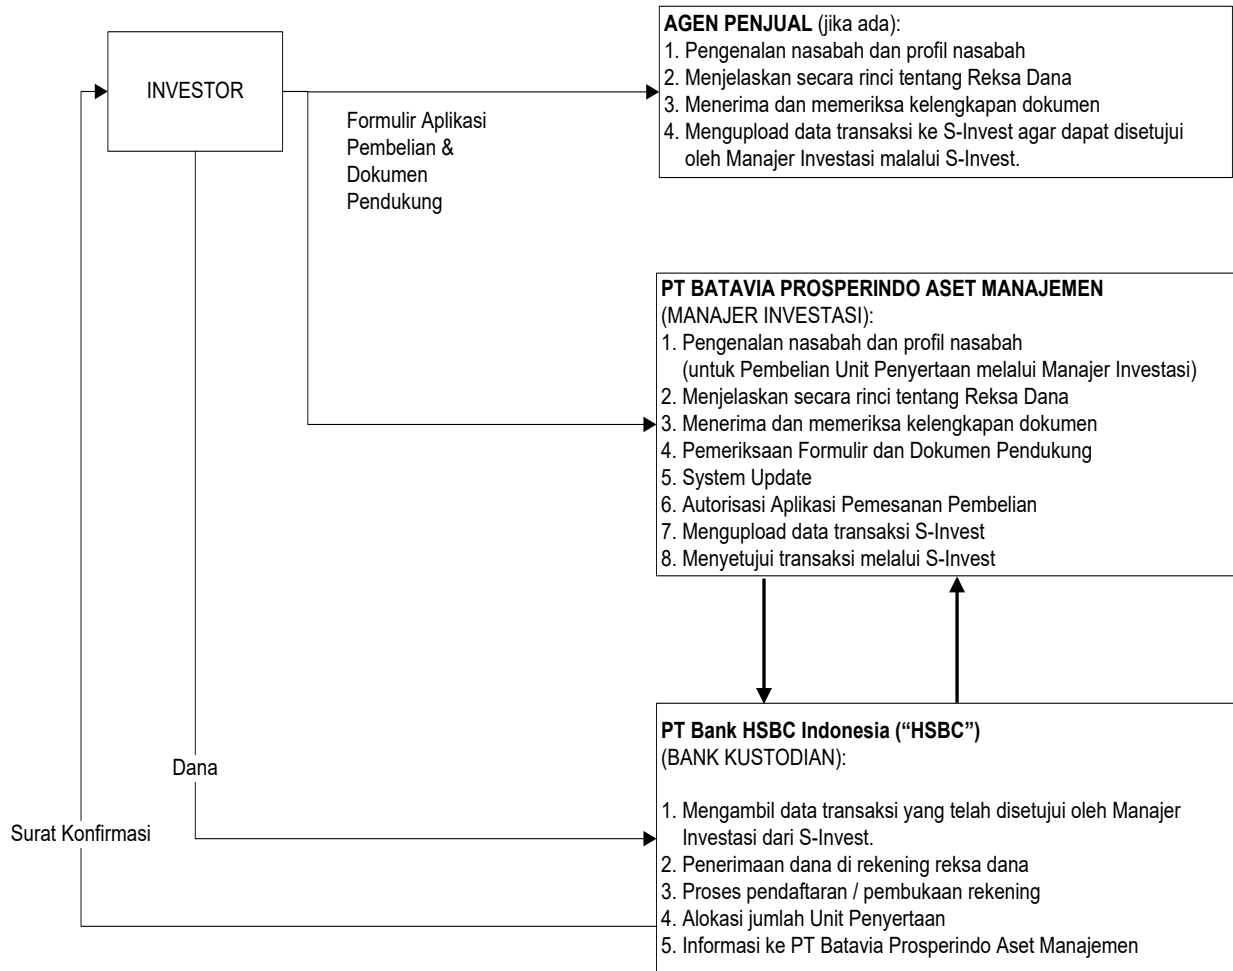 INVESTOR
Formulir Aplikasi
Pembelian &
Dokumen
Pendukung
AGEN PENJUAL (jika ada):
1. Pengenalan nasabah dan profil nasabah
2. Menjelaskan secara rinci tentang Reksa Dana
3. Menerima dan memeriksa kelengkapan dokumen
4. Mengupload data transaksi ke S-Invest agar dapat disetujui
oleh Manajer Investasi malalui S-Invest.
PT BATAVIA PROSPERINDO ASET MANAJEMEN
(MANAJER INVESTASI):
1. Pengenalan nasabah dan profil nasabah
(untuk Pembelian Unit Penyertaan melalui Manajer Investasi)
2. Menjelaskan secara rinci tentang Reksa Dana
3. Menerima dan memeriksa kelengkapan dokumen
4. Pemeriksaan Formulir dan Dokumen Pendukung
5. System Update
6. Autorisasi Aplikasi Pemesanan Pembelian
7. Mengupload data transaksi S-Invest
8. Menyetujui transaksi melalui S-Invest
Dana
Surat Konfirmasi
PT Bank HSBC Indonesia (“HSBC”)
(BANK KUSTODIAN):
1. Mengambil data transaksi yang telah disetujui oleh Manajer
Investasi dari S-Invest.
2. Penerimaan dana di rekening reksa dana
3. Proses pendaftaran / pembukaan rekening
4. Alokasi jumlah Unit Penyertaan
5. Informasi ke PT Batavia Prosperindo Aset Manajemen